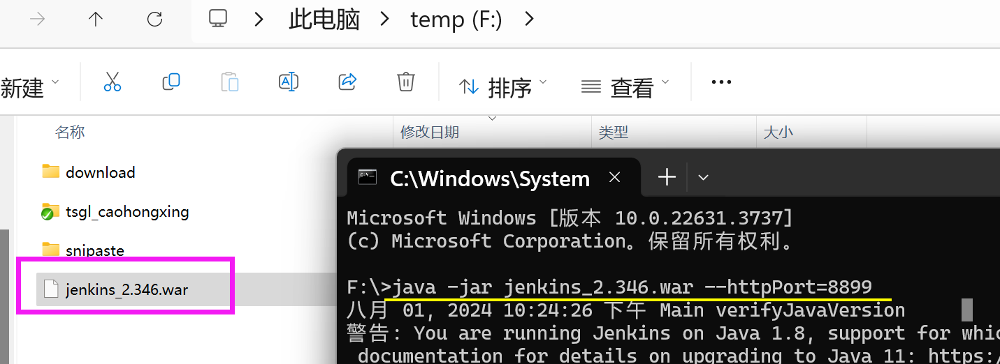 此电脑 temp (F:)
新建 排序 查看 ...
名称 修改日期 类型 大小
download
tsgl_caohongxing
snipaste
jenkins_2.346.war
C:\Windows\System
Microsoft Windows [版本 10.0.22631.3737]
(c) Microsoft Corporation。保留所有权利。
F:\>java -jar jenkins_2.346.war --httpPort=8899
八月 01, 2024 10:24:26 下午 Main verifyJavaVersion
警告: You are running Jenkins on Java 1.8, support for whic
documentation for details on upgrading to Java 11: https:/